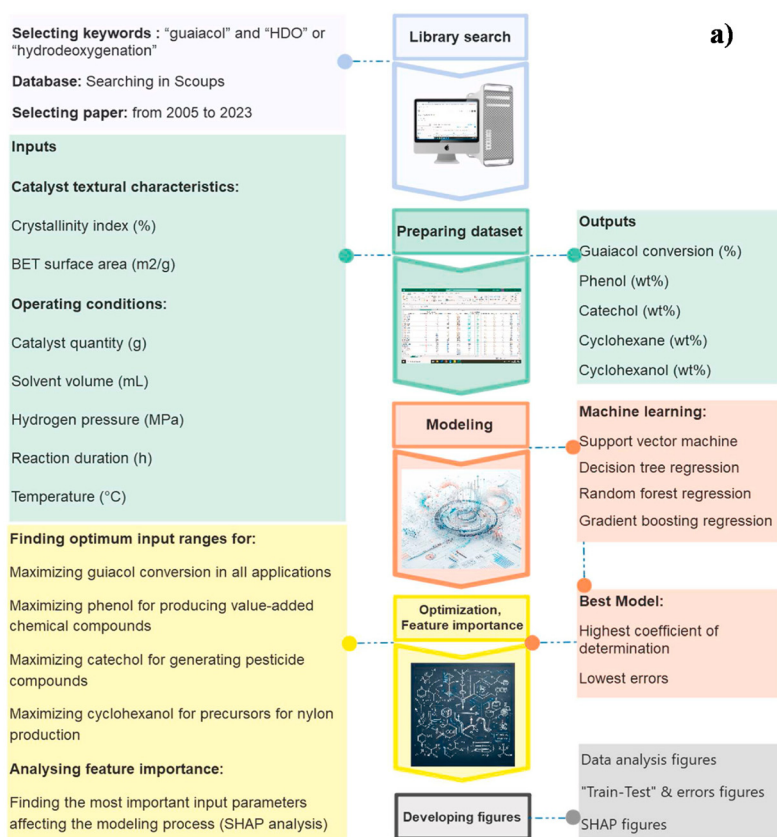 a)
Library search
Selecting keywords : “guaiacol” and “HDO” or
“hydrodeoxygenation”
Database: Searching in Scoups
Selecting paper: from 2005 to 2023
Preparing dataset
Inputs
Catalyst textural characteristics:
Crystallinity index (%)
BET surface area (m2/g)
Operating conditions:
Catalyst quantity (g)
Solvent volume (mL)
Hydrogen pressure (MPa)
Reaction duration (h)
Temperature (°C)
Outputs
Guaiacol conversion (%)
Phenol (wt%)
Catechol (wt%)
Cyclohexane (wt%)
Cyclohexanol (wt%)
Modeling
Machine learning:
Support vector machine
Decision tree regression
Random forest regression
Gradient boosting regression
Best Model:
Highest coefficient of
determination
Lowest errors
Optimization,
Feature importance
Finding optimum input ranges for:
Maximizing guiacol conversion in all applications
Maximizing phenol for producing value-added
chemical compounds
Maximizing catechol for generating pesticide
compounds
Maximizing cyclohexanol for precursors for nylon
production
Analysing feature importance:
Finding the most important input parameters
affecting the modeling process (SHAP analysis)
Developing figures
Data analysis figures
"Train-Test" & errors figures
SHAP figures